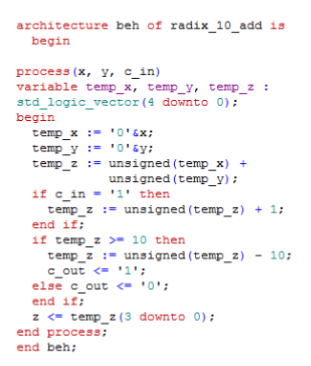 architecture beh of radix_10_add is
begin
process(x, y, c_in)
variable temp_x, temp_y, temp_z :
std_logic_vector(4 downto 0);
begin
temp_x := '0'&x;
temp_y := '0'&y;
temp_z := unsigned(temp_x) +
unsigned(temp_y);
if c_in = '1' then
temp_z := unsigned(temp_z) + 1;
end if;
if temp_z >= 10 then
temp_z := unsigned(temp_z) - 10;
c_out <= '1';
else c_out <= '0';
end if;
z <= temp_z(3 downto 0);
end process;
end beh;